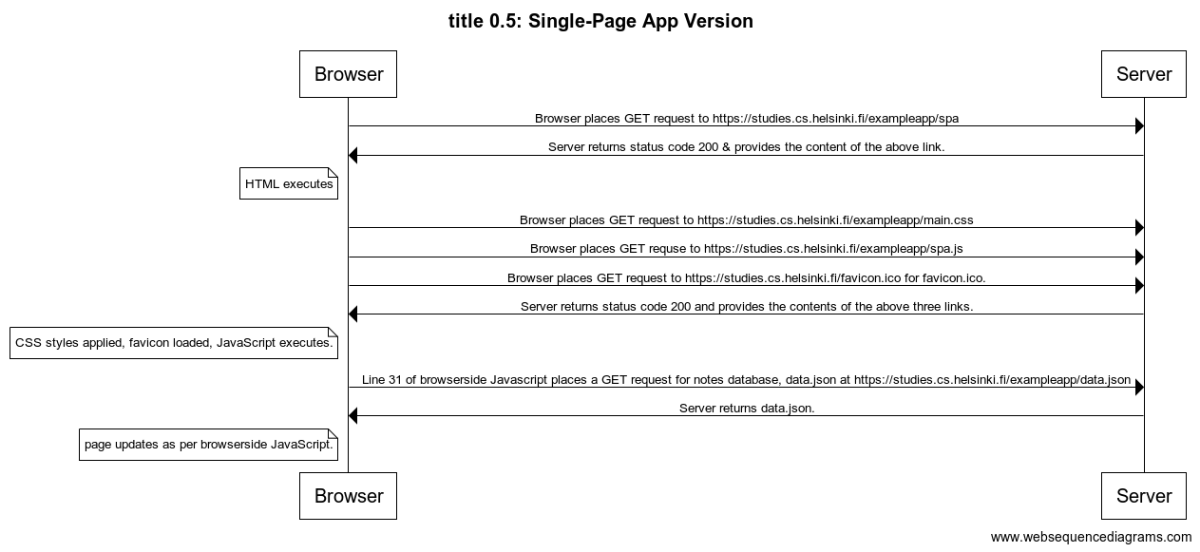 title 0.5: Single-Page App Version
Browser
Server
Browser places GET request to https://studies.cs.helsinki.fi/exampleapp/spa
Server returns status code 200 & provides the content of the above link.
HTML executes
Browser places GET request to https://studies.cs.helsinki.fi/exampleapp/main.css
Browser places GET requse to https://studies.cs.helsinki.fi/exampleapp/spa.js
Browser places GET request to https://studies.cs.helsinki.fi/favicon.ico for favicon.ico.
Server returns status code 200 and provides the contents of the above three links.
CSS styles applied, favicon loaded, JavaScript executes.
Line 31 of browserside Javascript places a GET request for notes database, data.json at https://studies.cs.helsinki.fi/exampleapp/data.json
Server returns data.json.
page updates as per browserside JavaScript.
Browser
Server
www.websequencediagrams.com